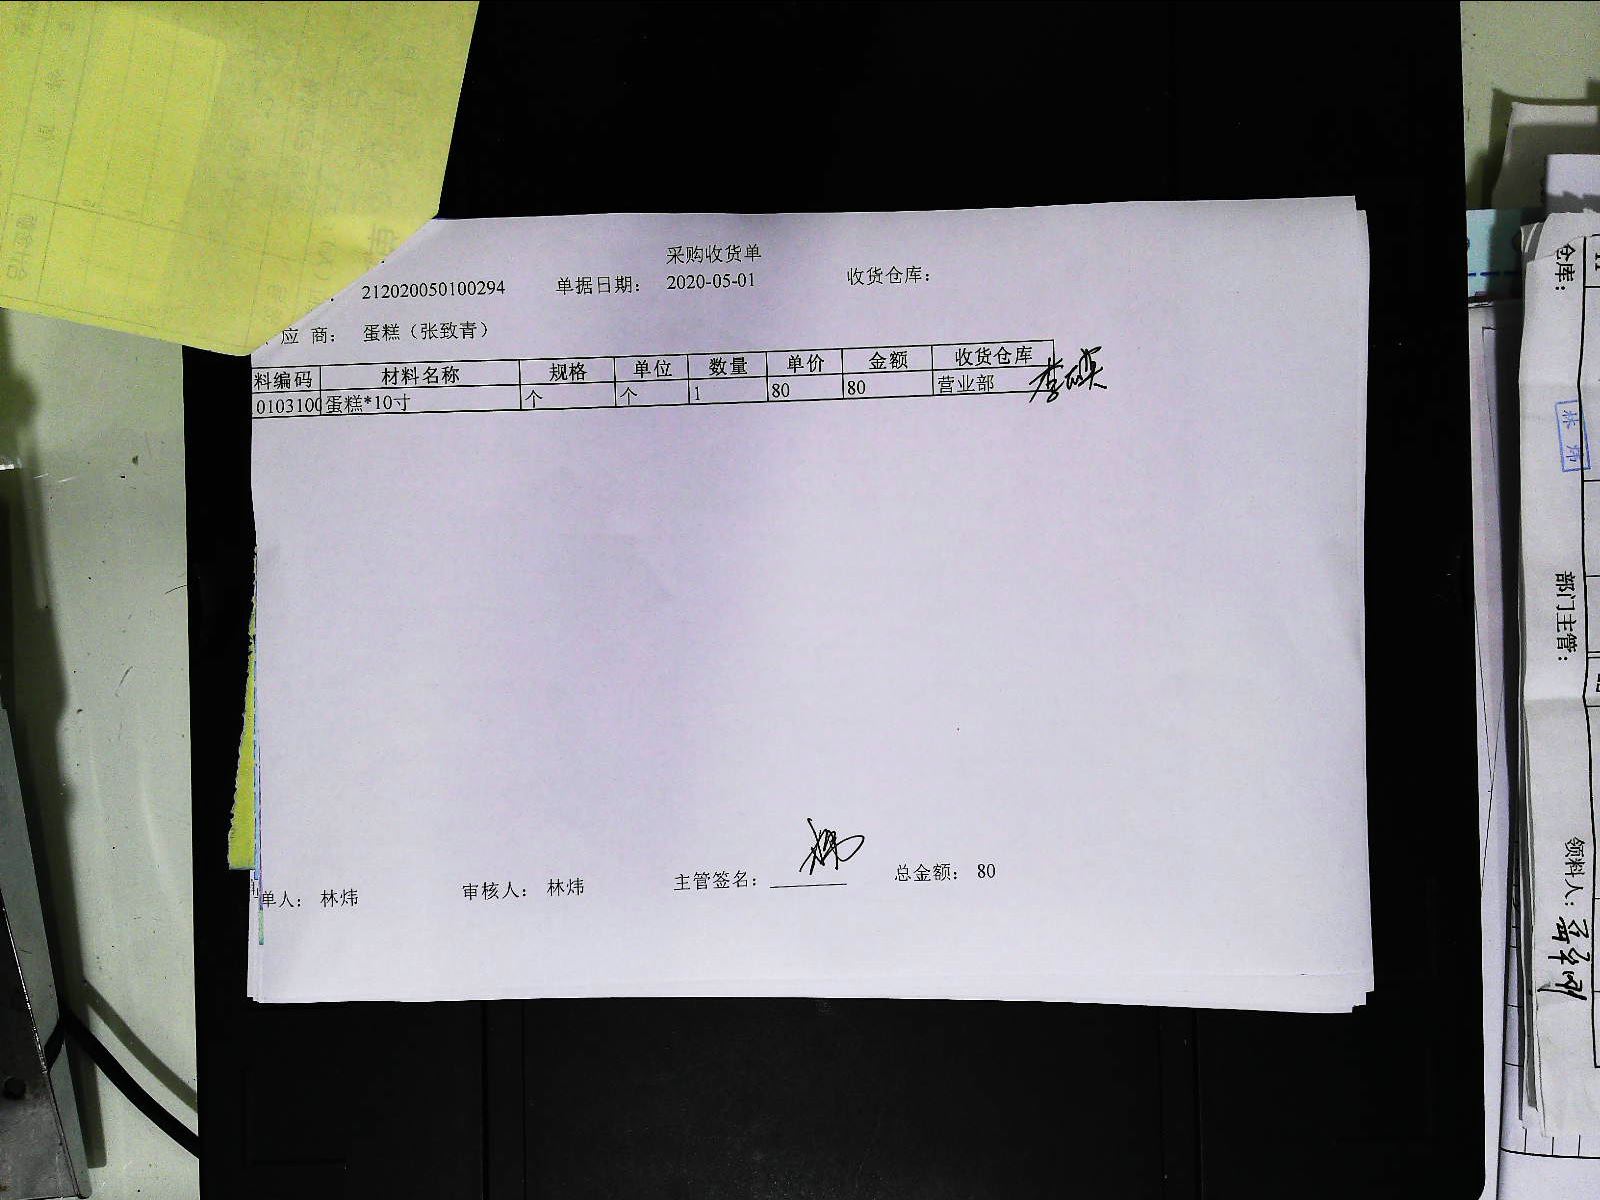 采购收货单
212020050100294 单据日期: 2020-05-01 收货仓库:
应 商: 蛋糕（张致青）
料编码 材料名称 规格 单位 数量 单价 金额 收货仓库
0103100 蛋糕*10寸 个 个 1 80 80 营业部
单人: 林炜 审核人: 林炜 主管签名: 总金额: 80
仓库:
林炜
部门主管:
领料人: